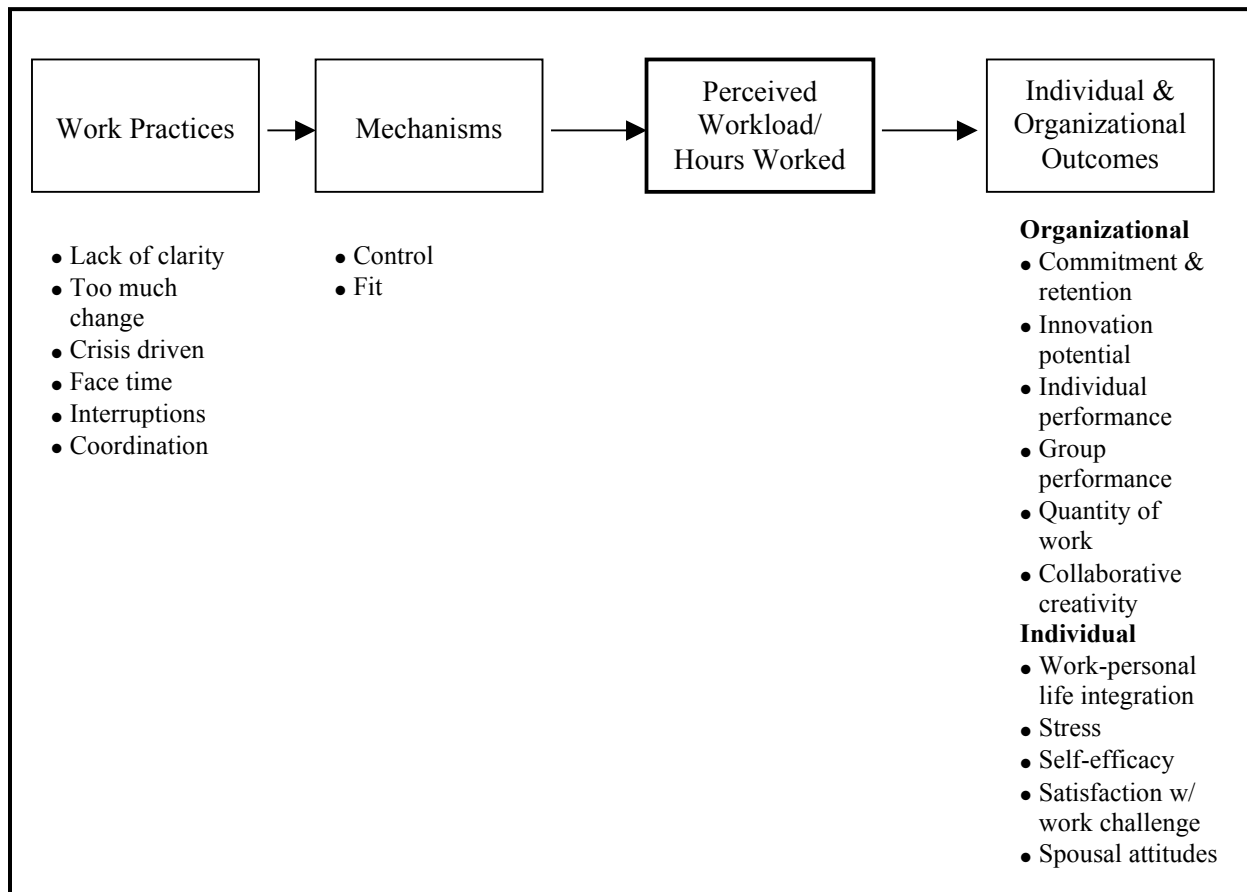 Work Practices
Mechanisms
Perceived
Workload/
Hours Worked
Individual &
Organizational
Outcomes
• Lack of clarity
• Too much
change
• Crisis driven
• Face time
• Interruptions
• Coordination
• Control
• Fit
Organizational
• Commitment &
retention
• Innovation
potential
• Individual
performance
• Group
performance
• Quantity of
work
• Collaborative
creativity
Individual
• Work-personal
life integration
• Stress
• Self-efficacy
• Satisfaction w/
work challenge
• Spousal attitudes